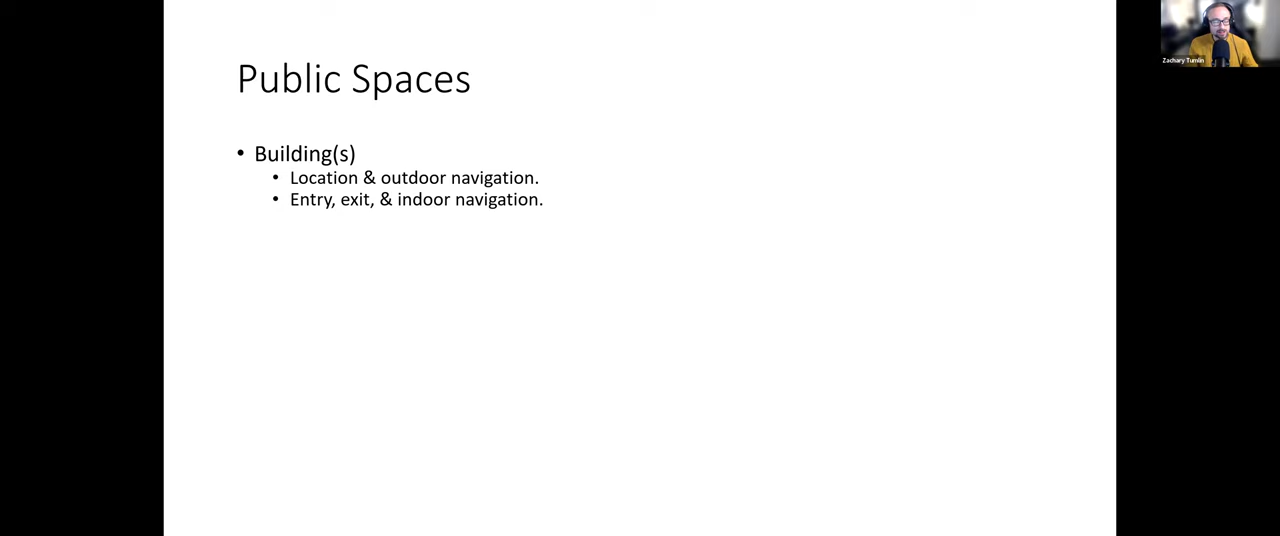 Public Spaces
• Building(s)
• Location & outdoor navigation.
• Entry, exit, & indoor navigation.
Zachary Tumlin